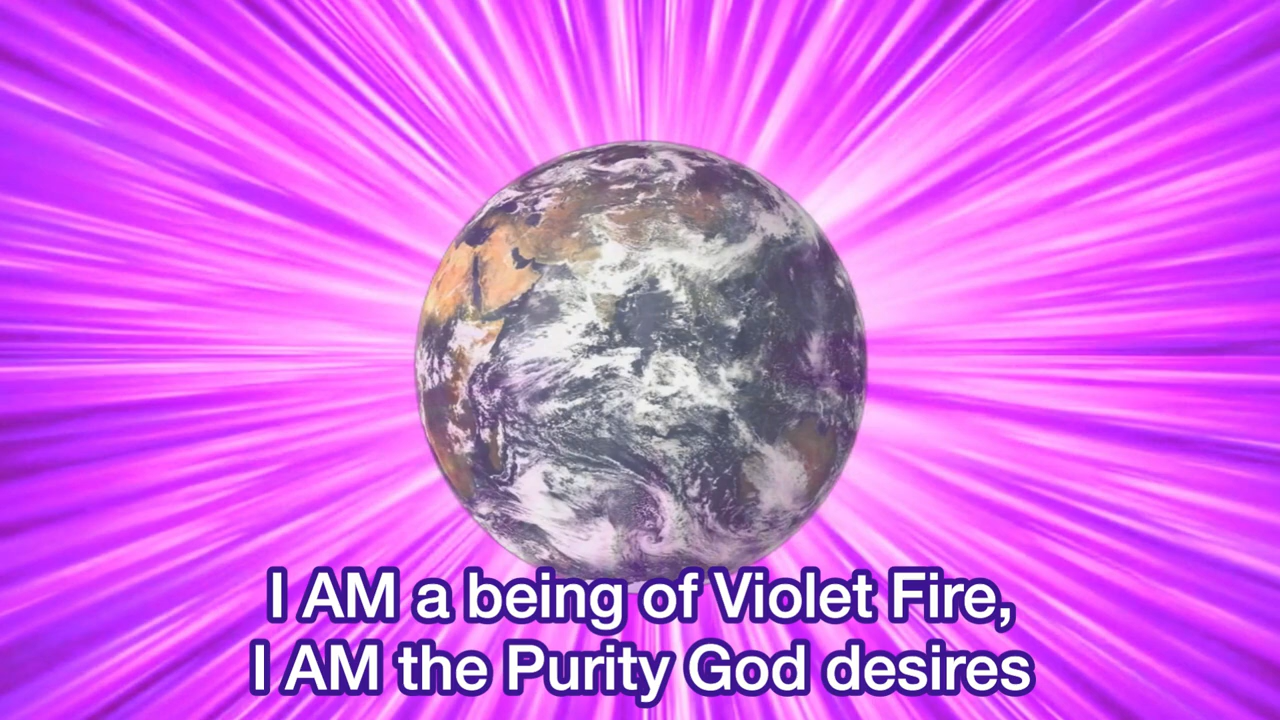 I AM a being of Violet Fire,
I AM the Purity God desires